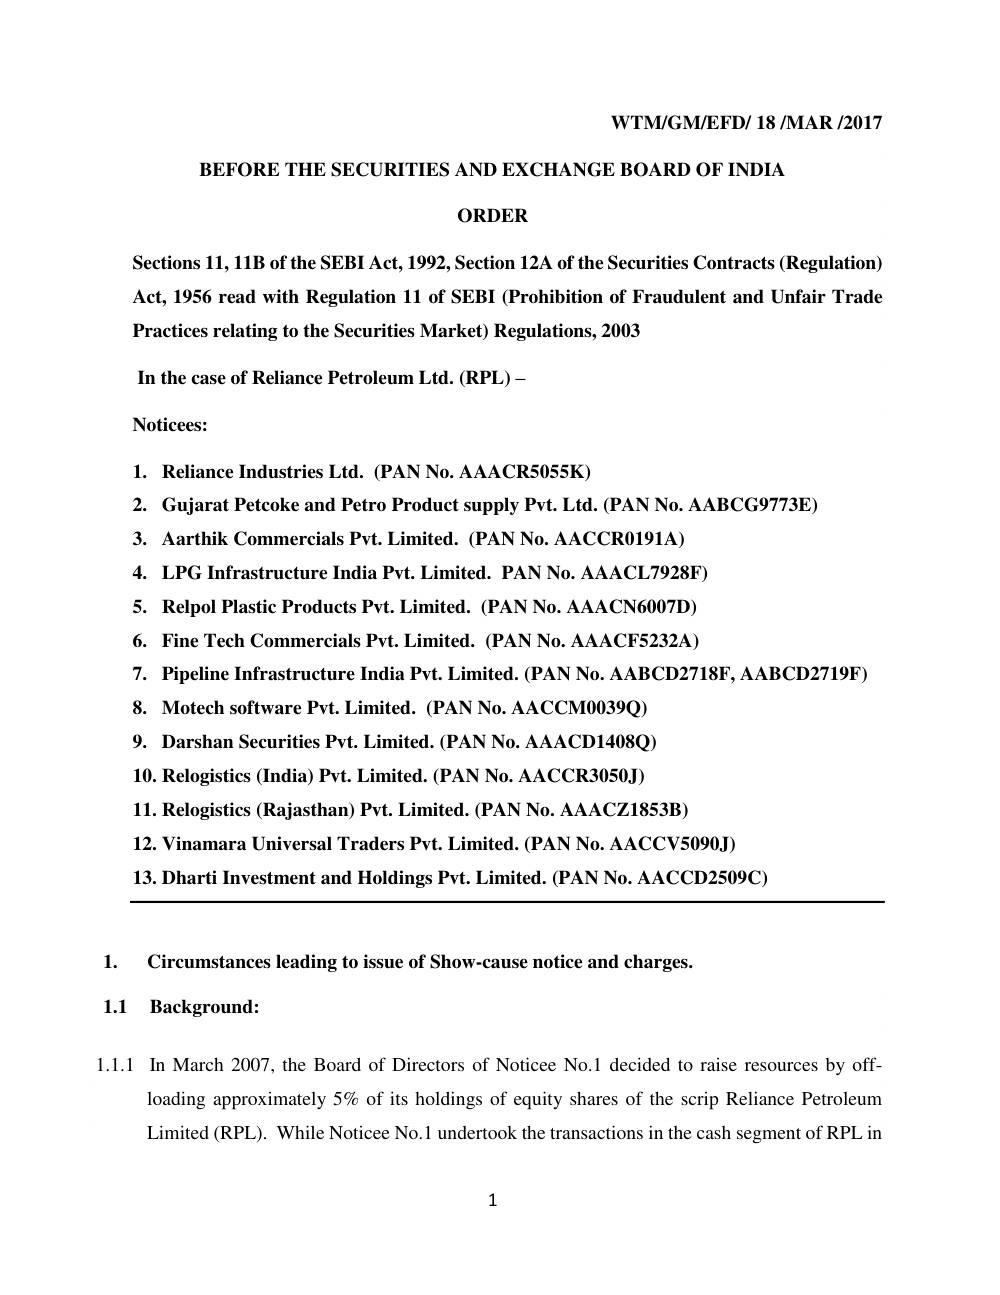 WTM/GM/EFD/ 18 /MAR /2017
BEFORE THE SECURITIES AND EXCHANGE BOARD OF INDIA
ORDER
Sections 11, 11B of the SEBI Act, 1992, Section 12A of the Securities Contracts (Regulation)
Act, 1956 read with Regulation 11 of SEBI (Prohibition of Fraudulent and Unfair Trade
Practices relating to the Securities Market) Regulations, 2003
In the case of Reliance Petroleum Ltd. (RPL) –
Noticees:
1. Reliance Industries Ltd. (PAN No. AAACR5055K)
2. Gujarat Petcoke and Petro Product supply Pvt. Ltd. (PAN No. AABCG9773E)
3. Aarthik Commercials Pvt. Limited. (PAN No. AACCR0191A)
4. LPG Infrastructure India Pvt. Limited. PAN No. AAACL7928F)
5. Relpol Plastic Products Pvt. Limited. (PAN No. AAACN6007D)
6. Fine Tech Commercials Pvt. Limited. (PAN No. AAACF5232A)
7. Pipeline Infrastructure India Pvt. Limited. (PAN No. AABCD2718F, AABCD2719F)
8. Motech software Pvt. Limited. (PAN No. AACCM0039Q)
9. Darshan Securities Pvt. Limited. (PAN No. AAACD1408Q)
10. Relogistics (India) Pvt. Limited. (PAN No. AACCR3050J)
11. Relogistics (Rajasthan) Pvt. Limited. (PAN No. AAACZ1853B)
12. Vinamara Universal Traders Pvt. Limited. (PAN No. AACCV5090J)
13. Dharti Investment and Holdings Pvt. Limited. (PAN No. AACCD2509C)
1. Circumstances leading to issue of Show-cause notice and charges.
1.1 Background:
1.1.1 In March 2007, the Board of Directors of Noticee No.1 decided to raise resources by off-
loading approximately 5% of its holdings of equity shares of the scrip Reliance Petroleum
Limited (RPL). While Noticee No.1 undertook the transactions in the cash segment of RPL in
1